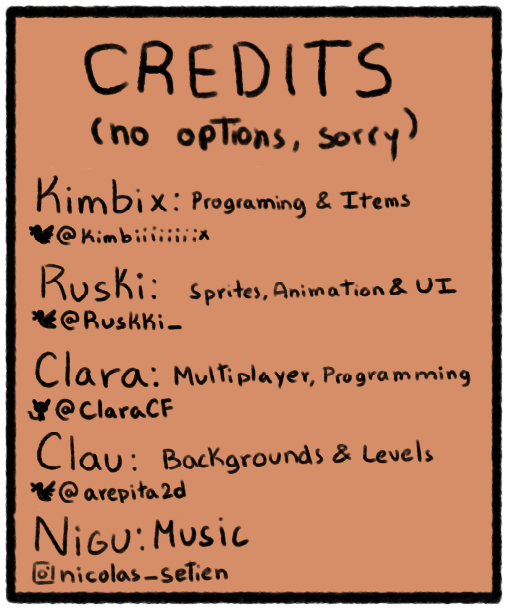 CREDITS
(no options, sorry)
Kimbix: Programing & Items
@Kimbiiiiiiiix
Ruski: Sprites, Animation & UI
@Ruskki_
Clara: Multiplayer, Programming
@ClaraCF
Clau: Backgrounds & Levels
@arepita2d
NIGU: Music
nicolas_setien